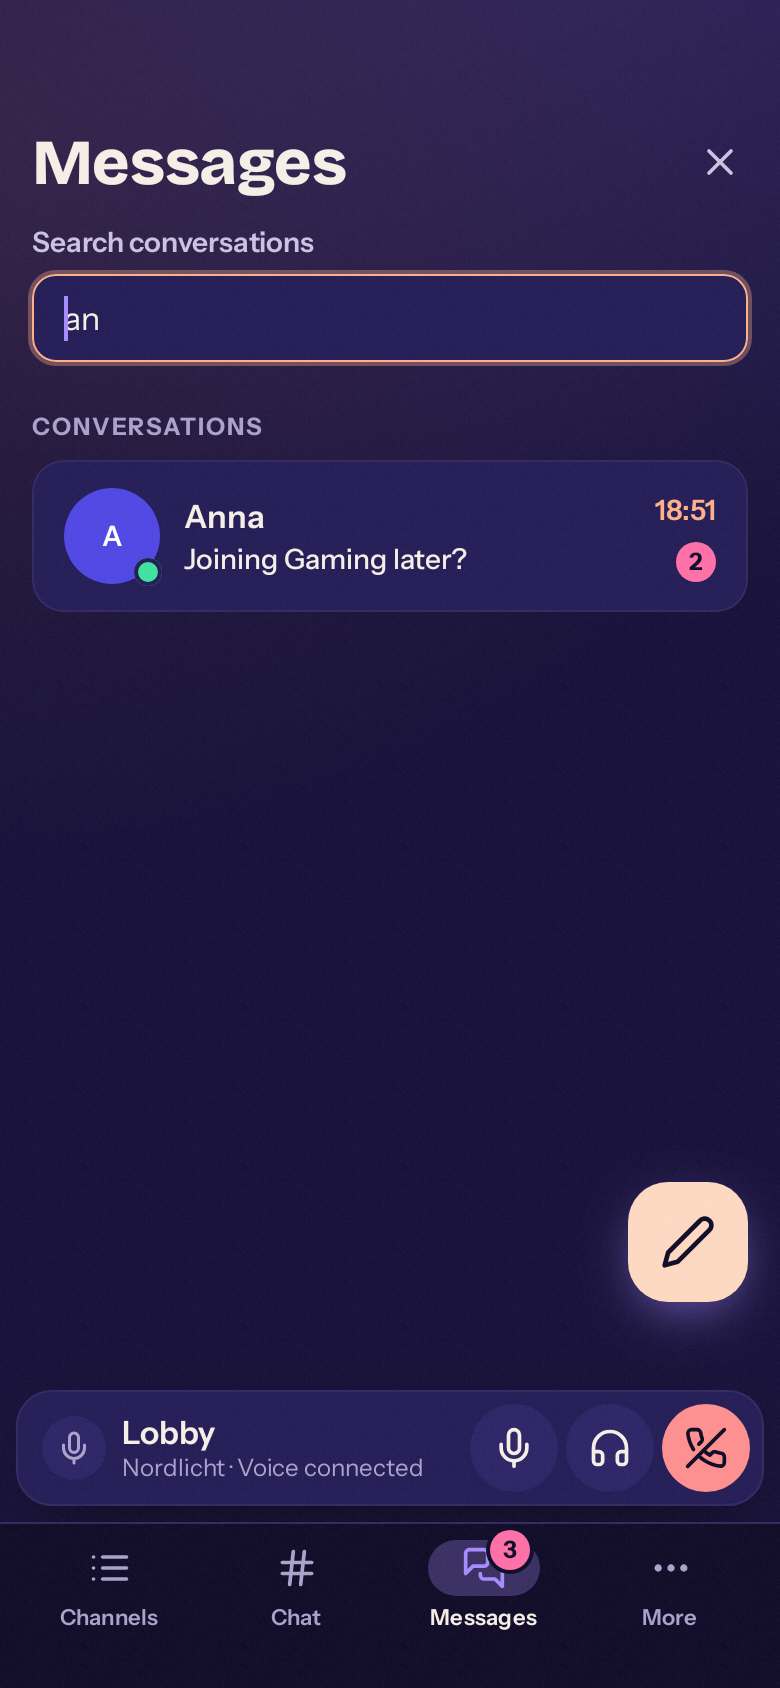 Messages
Search conversations
an
CONVERSATIONS
A
Anna
18:51
Joining Gaming later?
2
Lobby
Nordlicht · Voice connected
3
Channels
Chat
Messages
More